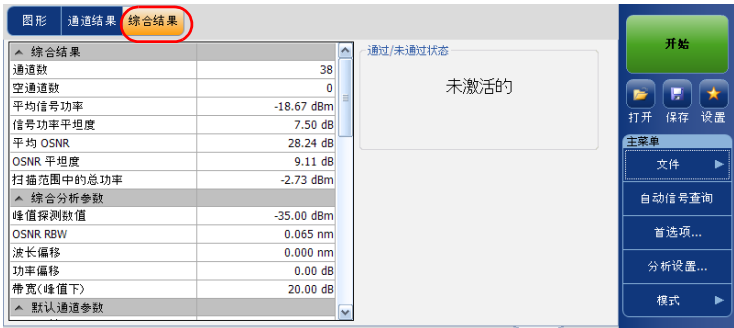 图形 通道结果 综合结果
综合结果
通道数 38
空通道数 0
平均信号功率 -18.67 dBm
信号功率平坦度 7.50 dB
平均 OSNR 28.24 dB
OSNR 平坦度 9.11 dB
扫描范围中的总功率 -2.73 dBm
综合分析参数
峰值探测数值 -35.00 dBm
OSNR RBW 0.065 nm
波长偏移 0.000 nm
功率偏移 0.00 dB
带宽(峰值下) 20.00 dB
默认通道参数
通过/未通过状态
未激活的
开始
打开 保存 设置
主菜单
文件
自动信号查询
首选项...
分析设置...
模式